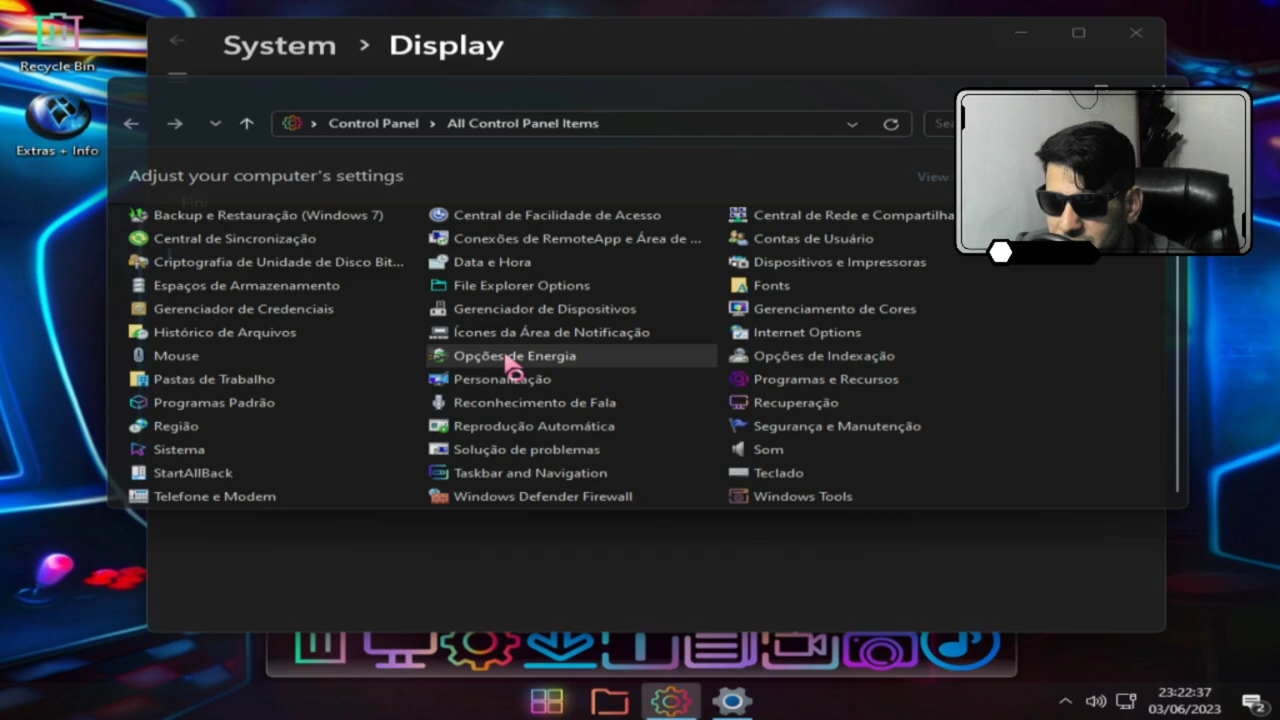 Recycle Bin
Extras + Info
System > Display
Control Panel > All Control Panel Items
Adjust your computer's settings
View
Backup e Restauração (Windows 7)
Central de Facilidade de Acesso
Central de Rede e Compartilha
Central de Sincronização
Conexões de RemoteApp e Área de ...
Contas de Usuário
Criptografia de Unidade de Disco Bit...
Data e Hora
Dispositivos e Impressoras
Espaços de Armazenamento
File Explorer Options
Fonts
Gerenciador de Credenciais
Gerenciador de Dispositivos
Gerenciamento de Cores
Histórico de Arquivos
Ícones da Área de Notificação
Internet Options
Mouse
Opções de Energia
Opções de Indexação
Pastas de Trabalho
Personalização
Programas e Recursos
Programas Padrão
Reconhecimento de Fala
Recuperação
Região
Reprodução Automática
Segurança e Manutenção
Sistema
Solução de problemas
Som
StartAllBack
Taskbar and Navigation
Teclado
Telefone e Modem
Windows Defender Firewall
Windows Tools
23:22:37
03/06/2023
2